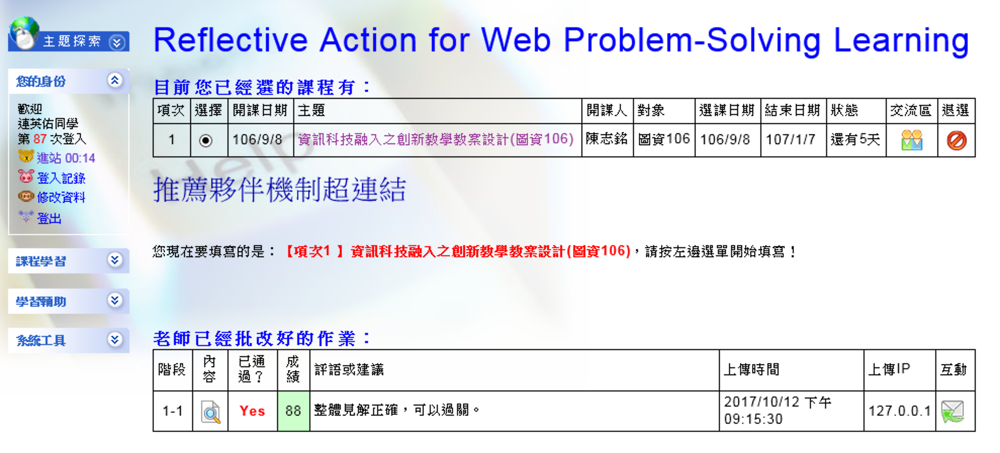 主題探索
您的身份
歡迎
連英佑同學
第 87 次登入
進站 00:14
登入記錄
修改資料
登出
課程學習
學習輔助
系統工具
Reflective Action for Web Problem-Solving Learning
目前您已經選的課程有：
項次 選擇 開課日期 主題 開課人 對象 選課日期 結束日期 狀態 交流區 退選
1 106/9/8 資訊科技融入之創新教學教案設計(圖資106) 陳志銘 圖資106 106/9/8 107/1/7 還有5天
推薦夥伴機制超連結
您現在要填寫的是：【項次1 】資訊科技融入之創新教學教案設計(圖資106)，請按左邊選單開始填寫！
老師已經批改好的作業：
階段 內容 已通過？ 成績 評語或建議 上傳時間 上傳IP 互動
1-1 Yes 88 整體見解正確，可以過關。 2017/10/12 下午 09:15:30 127.0.0.1
Help